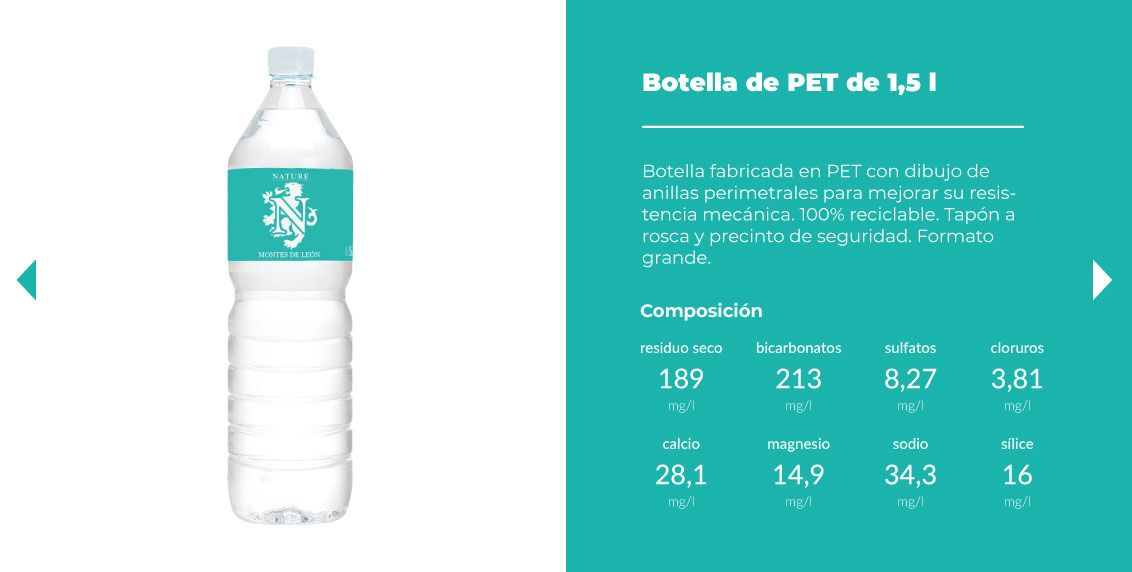 NATURE
N
MONTES DE LEÓN
Botella de PET de 1,5 l
Botella fabricada en PET con dibujo de
anillas perimetrales para mejorar su resis-
tencia mecánica. 100% reciclable. Tapón a
rosca y precinto de seguridad. Formato
grande.
Composición
residuo seco bicarbonatos sulfatos cloruros
189 213 8,27 3,81
mg/l mg/l mg/l mg/l
calcio magnesio sodio sílice
28,1 14,9 34,3 16
mg/l mg/l mg/l mg/l